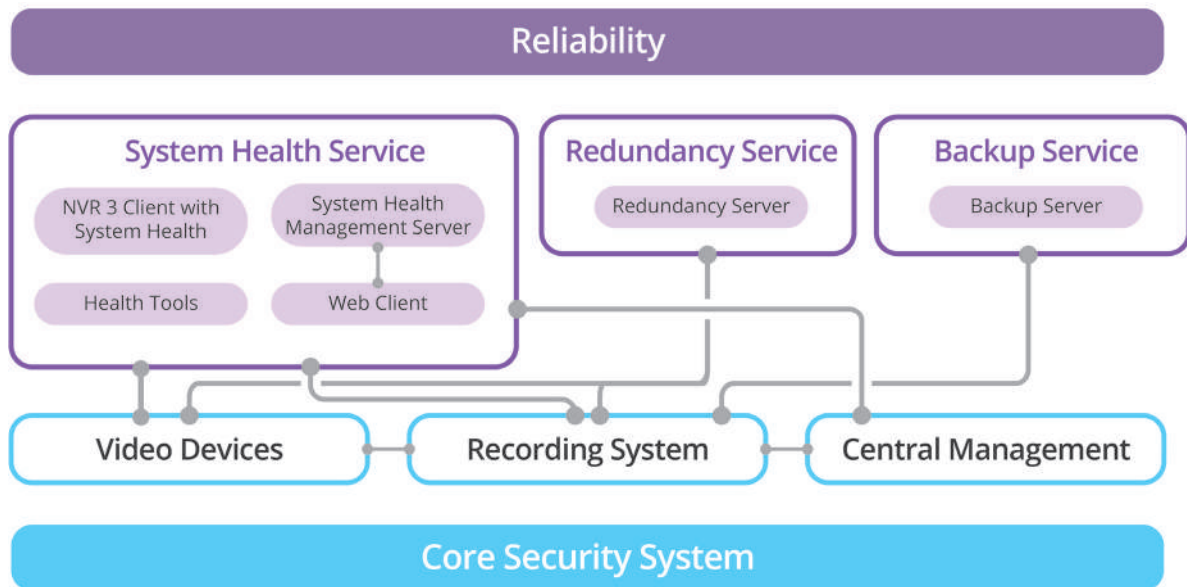 Reliability
System Health Service
NVR 3 Client with
System Health
System Health
Management Server
Health Tools
Web Client
Redundancy Service
Redundancy Server
Backup Service
Backup Server
Video Devices
Recording System
Central Management
Core Security System